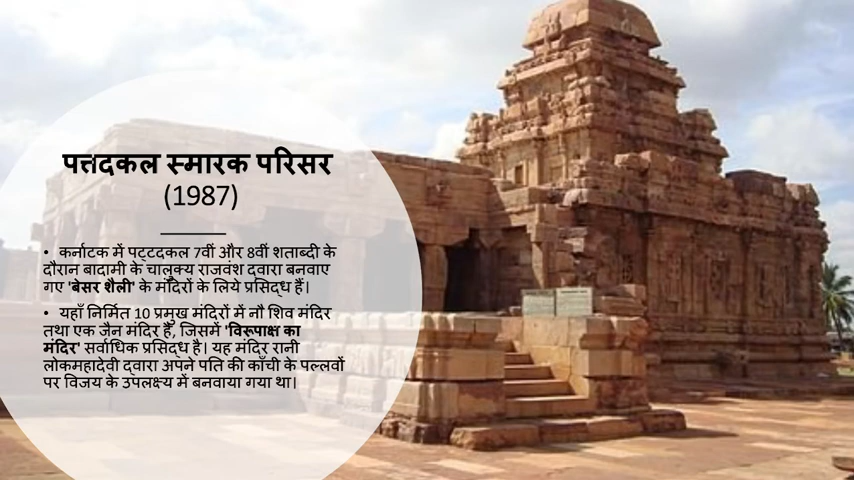 पत्तदकल स्मारक परिसर
(1987)
• कर्नाटक में पट्टदकल 7वीं और 8वीं शताब्दी के
दौरान बादामी के चालुक्य राजवंश द्वारा बनवाए
गए 'बेसर शैली' के मंदिरों के लिये प्रसिद्ध हैं।
• यहाँ निर्मित 10 प्रमुख मंदिरों में नौ शिव मंदिर
तथा एक जैन मंदिर है, जिसमें 'विरूपाक्ष का
मंदिर' सर्वाधिक प्रसिद्ध है। यह मंदिर रानी
लोकमहादेवी द्वारा अपने पति की काँची के पल्लवों
पर विजय के उपलक्ष्य में बनवाया गया था।